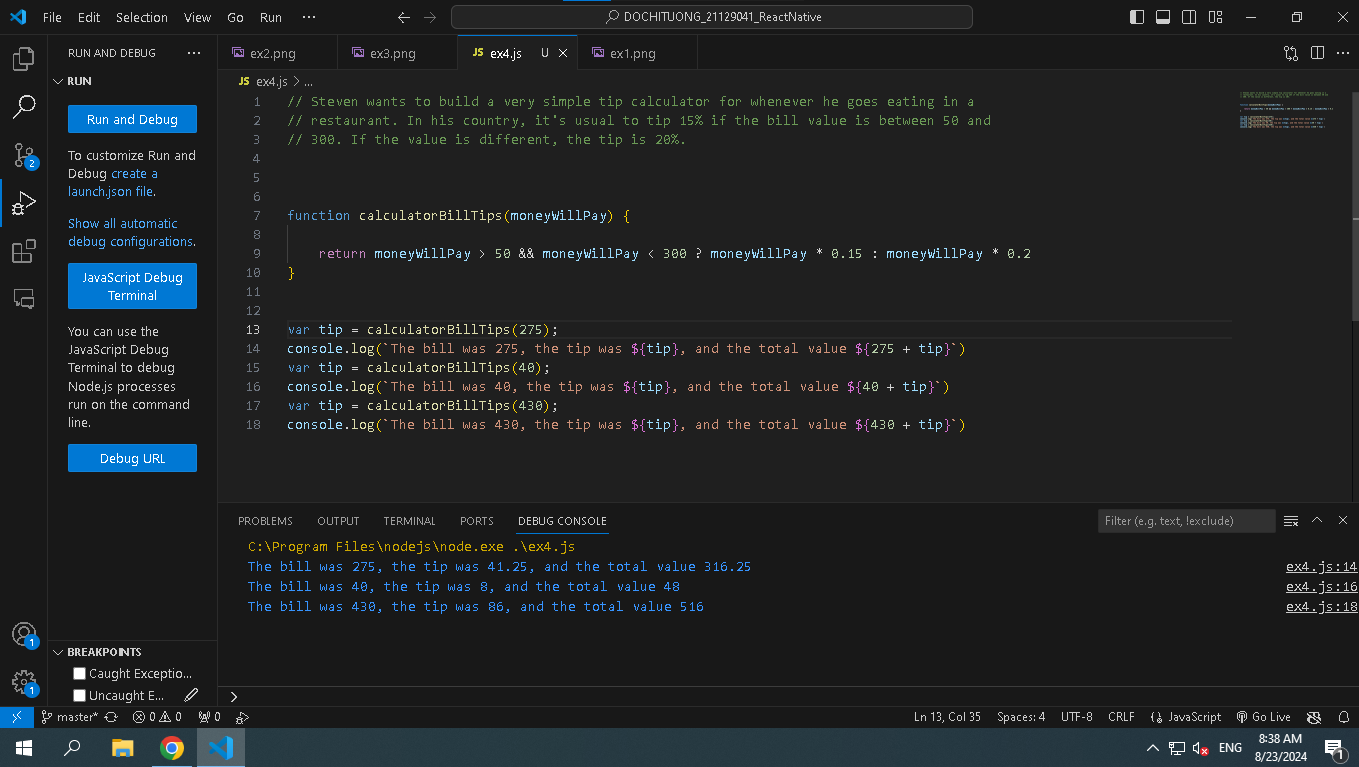 File Edit Selection View Go Run ··· DOCHITUONG_21129041_ReactNative
RUN AND DEBUG ···
RUN
Run and Debug
To customize Run and
Debug create a
launch.json file.
Show all automatic
debug configurations.
JavaScript Debug
Terminal
You can use the
JavaScript Debug
Terminal to debug
Node.js processes
run on the command
line.
Debug URL
BREAKPOINTS
Caught Exceptio...
Uncaught E...
2
1
1
ex2.png ex3.png JS ex4.js U ex1.png
JS ex4.js > ...
1 // Steven wants to build a very simple tip calculator for whenever he goes eating in a
2 // restaurant. In his country, it's usual to tip 15% if the bill value is between 50 and
3 // 300. If the value is different, the tip is 20%.
4
5
6
7 function calculatorBillTips(moneyWillPay) {
8
9 return moneyWillPay > 50 && moneyWillPay < 300 ? moneyWillPay * 0.15 : moneyWillPay * 0.2
10 }
11
12
13 var tip = calculatorBillTips(275);
14 console.log(`The bill was 275, the tip was ${tip}, and the total value ${275 + tip}`)
15 var tip = calculatorBillTips(40);
16 console.log(`The bill was 40, the tip was ${tip}, and the total value ${40 + tip}`)
17 var tip = calculatorBillTips(430);
18 console.log(`The bill was 430, the tip was ${tip}, and the total value ${430 + tip}`)
PROBLEMS OUTPUT TERMINAL PORTS DEBUG CONSOLE Filter (e.g. text, !exclude)
C:\Program Files\nodejs\node.exe .\ex4.js
The bill was 275, the tip was 41.25, and the total value 316.25 ex4.js:14
The bill was 40, the tip was 8, and the total value 48 ex4.js:16
The bill was 430, the tip was 86, and the total value 516 ex4.js:18
>
master* 0 0 0 Ln 13, Col 35 Spaces: 4 UTF-8 CRLF JavaScript Go Live
ENG 8:38 AM
8/23/2024 1